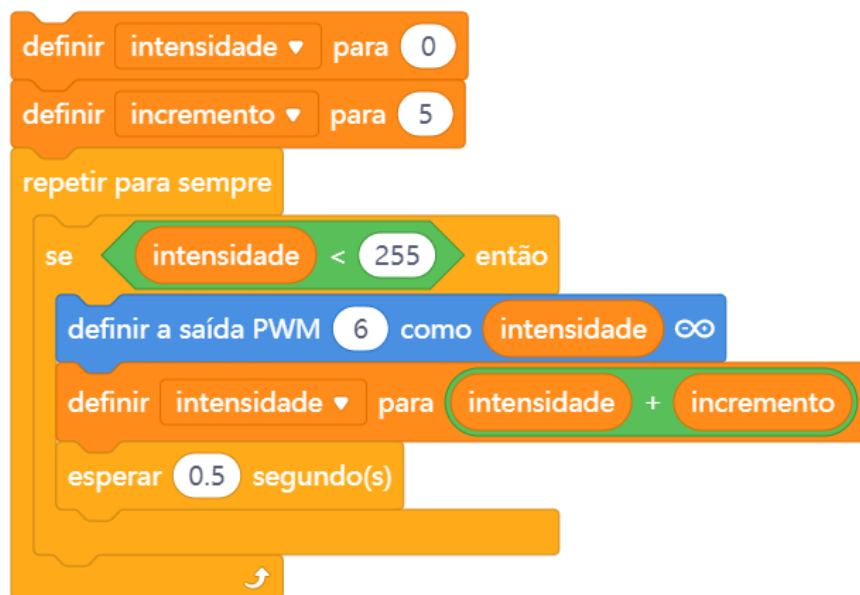 definir intensidade ▼ para 0
definir incremento ▼ para 5
repetir para sempre
se intensidade < 255 então
definir a saída PWM 6 como intensidade
definir intensidade ▼ para intensidade + incremento
esperar 0.5 segundo(s)